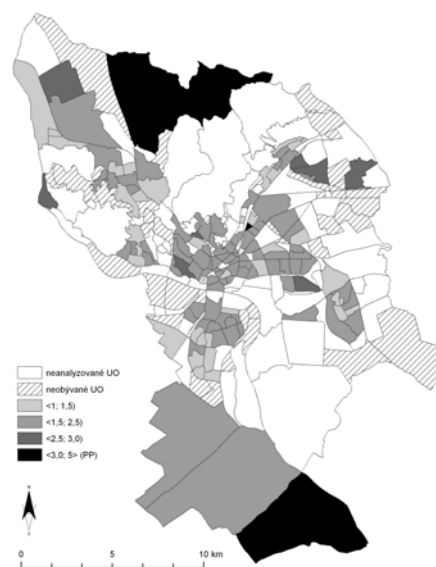 neanalyzované UO
neobývané UO
<1; 1,5)
<1,5; 2,5)
<2,5; 3,0)
<3,0; 5> (PP)
N
S
0 5 10 km